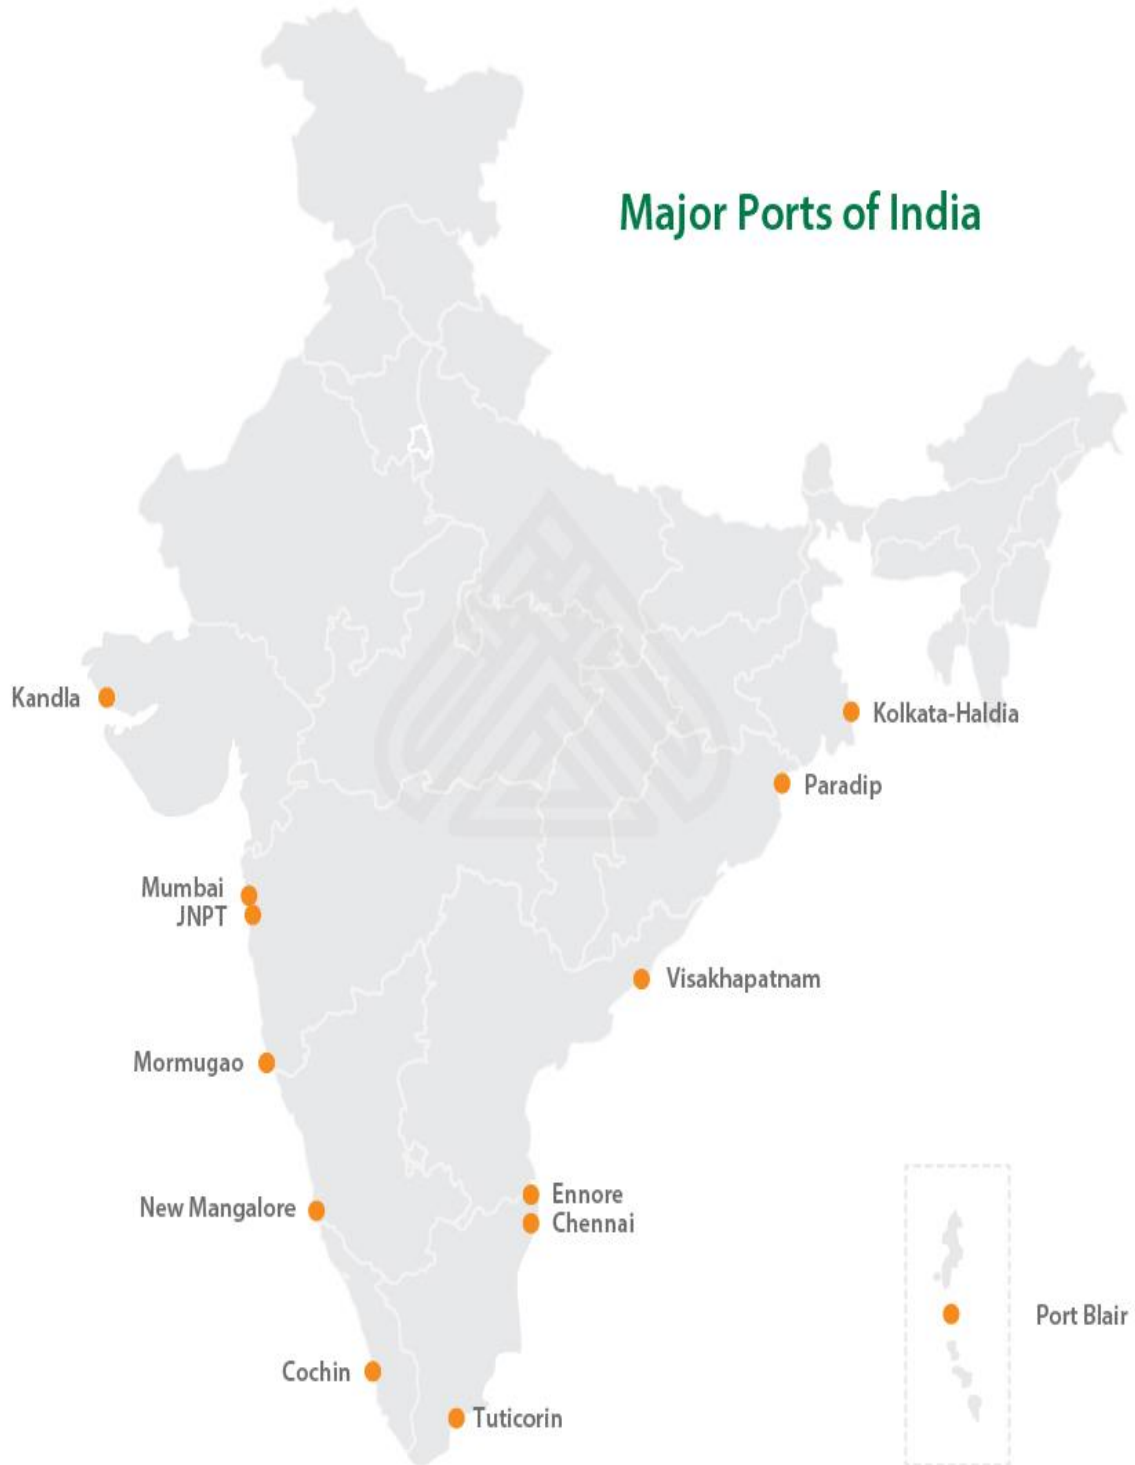 Major Ports of India
Kandla
Kolkata-Haldia
Paradip
Mumbai
JNPT
Visakhapatnam
Mormugao
Ennore
New Mangalore
Chennai
Port Blair
Cochin
Tuticorin